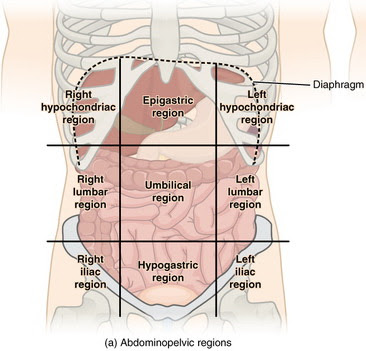 Diaphragm
Right
hypochondriac
region
Epigastric
region
Left
hypochondriac
region
Right
lumbar
region
Umbilical
region
Left
lumbar
region
Right
iliac
region
Hypogastric
region
Left
iliac
region
(a) Abdominopelvic regions